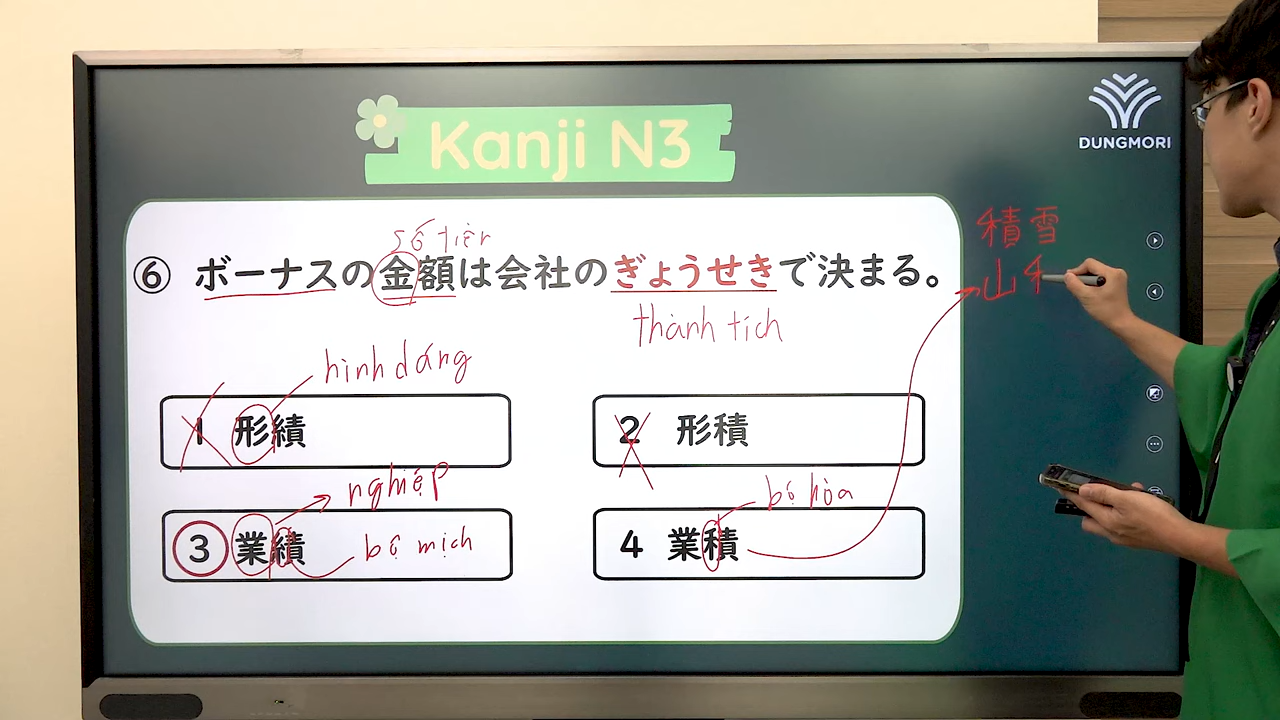 Kanji N3
DUNGMORI
số tiền
⑥ ボーナスの金額は会社のぎょうせきで決まる。
thành tích
hình dáng
1 形績
2 形積
nghiệp
bộ hòa
3 業績
bộ mịch
4 業積
積雪
山